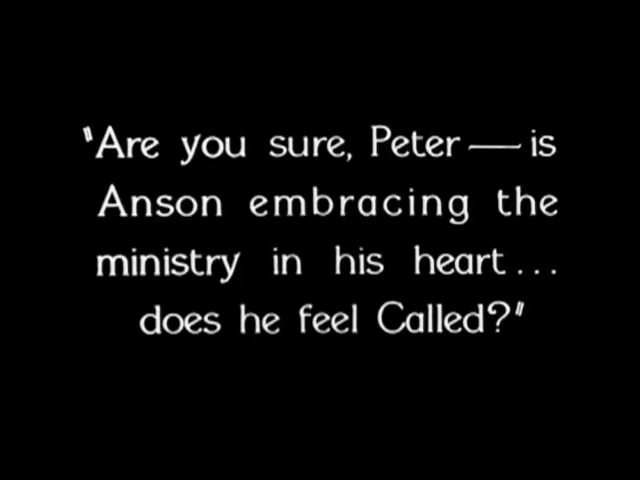 "Are you sure, Peter — is
Anson embracing the
ministry in his heart...
does he feel Called?"